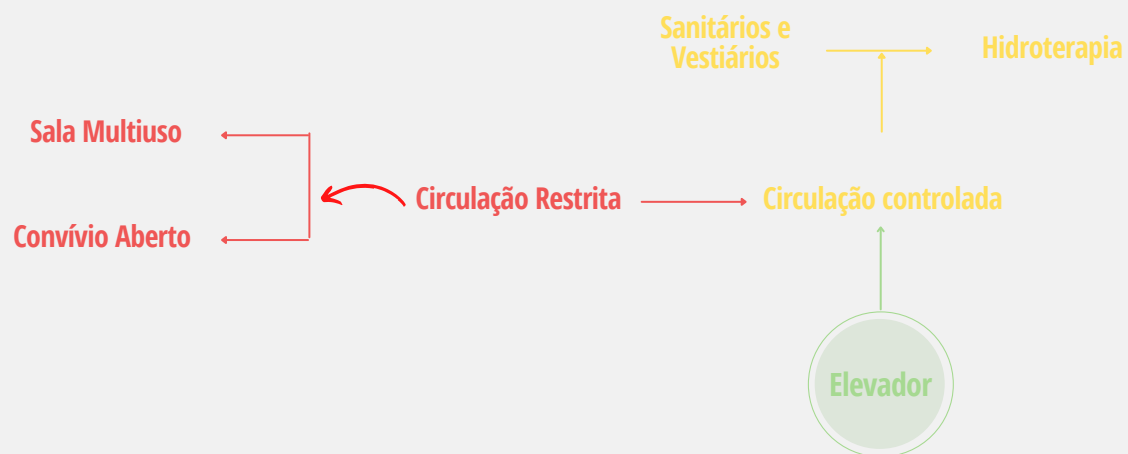 Sanitários e
Vestiários
Hidroterapia
Sala Multiuso
Circulação Restrita
Circulação controlada
Convívio Aberto
Elevador